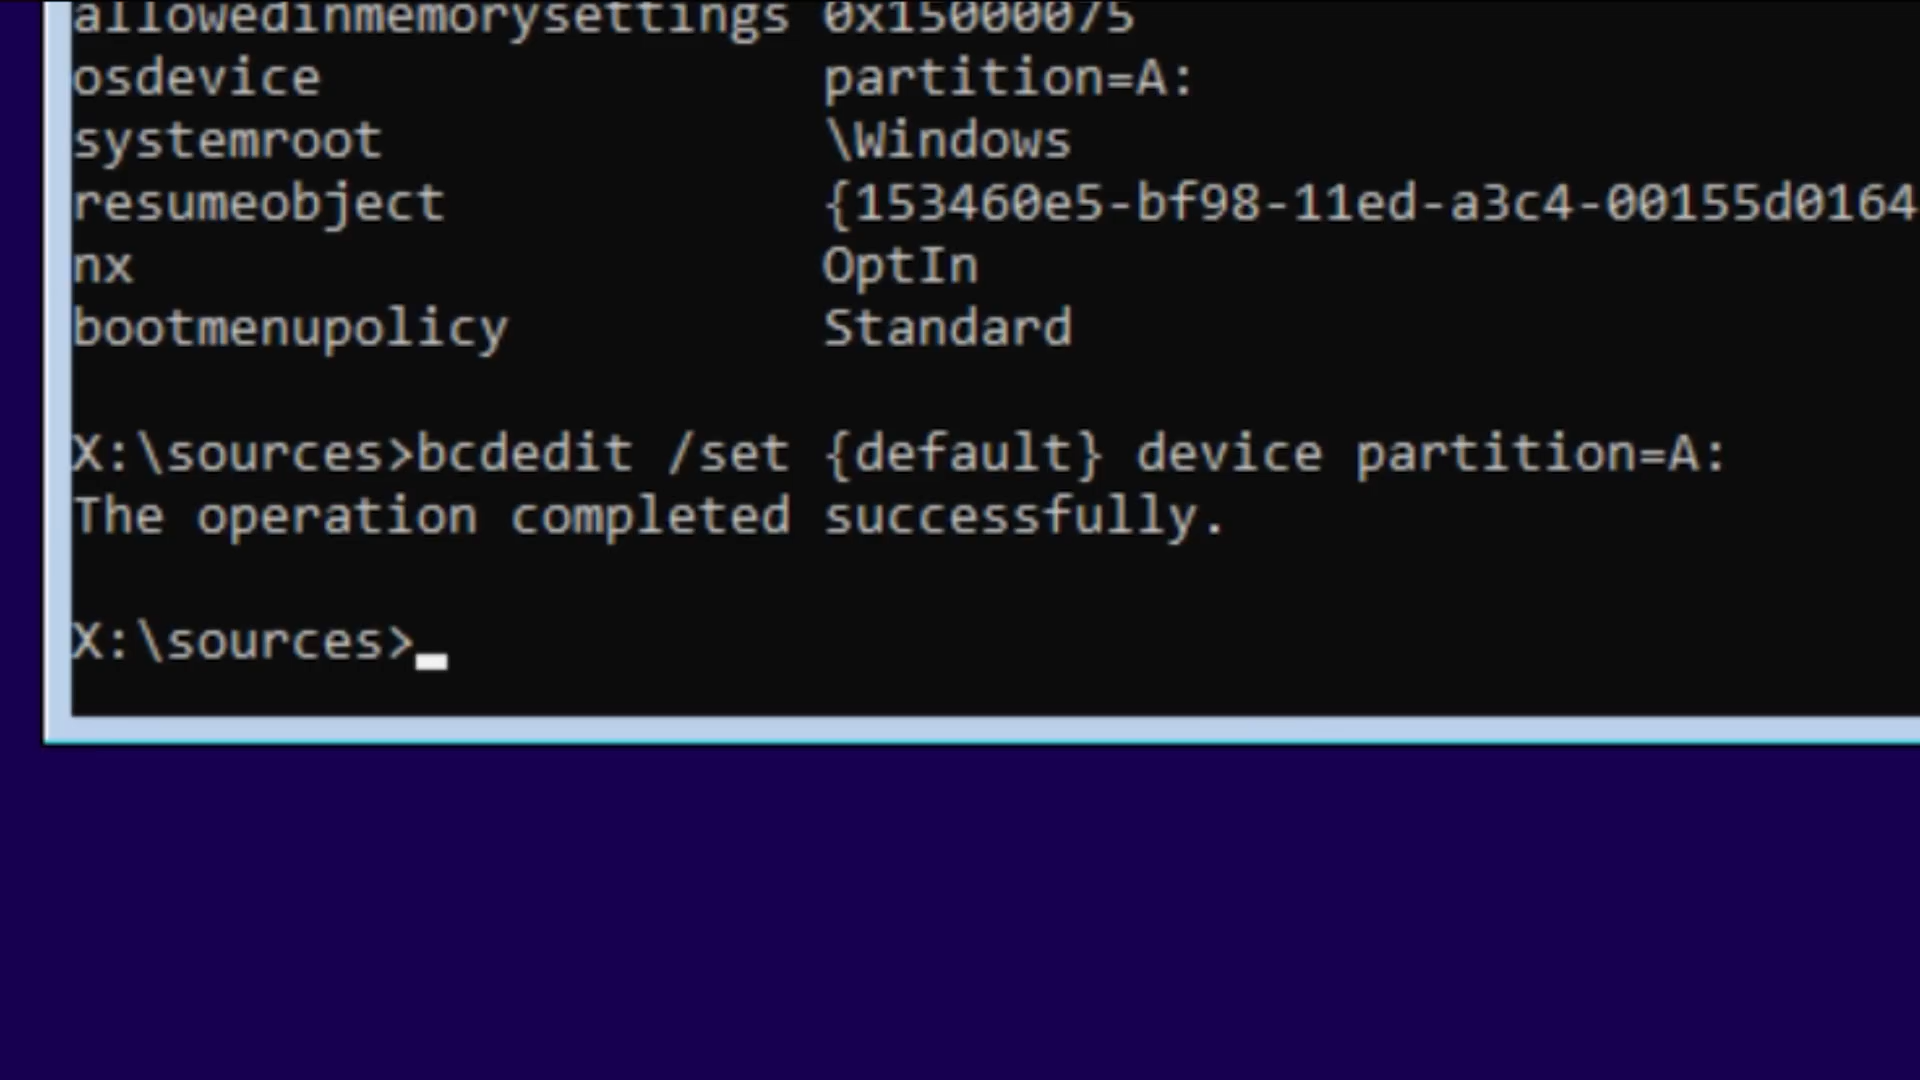 allowedinmemorysettings 0x15000075
osdevice partition=A:
systemroot \Windows
resumeobject {153460e5-bf98-11ed-a3c4-00155d0164
nx OptIn
bootmenupolicy Standard
X:\sources>bcdedit /set {default} device partition=A:
The operation completed successfully.
X:\sources>